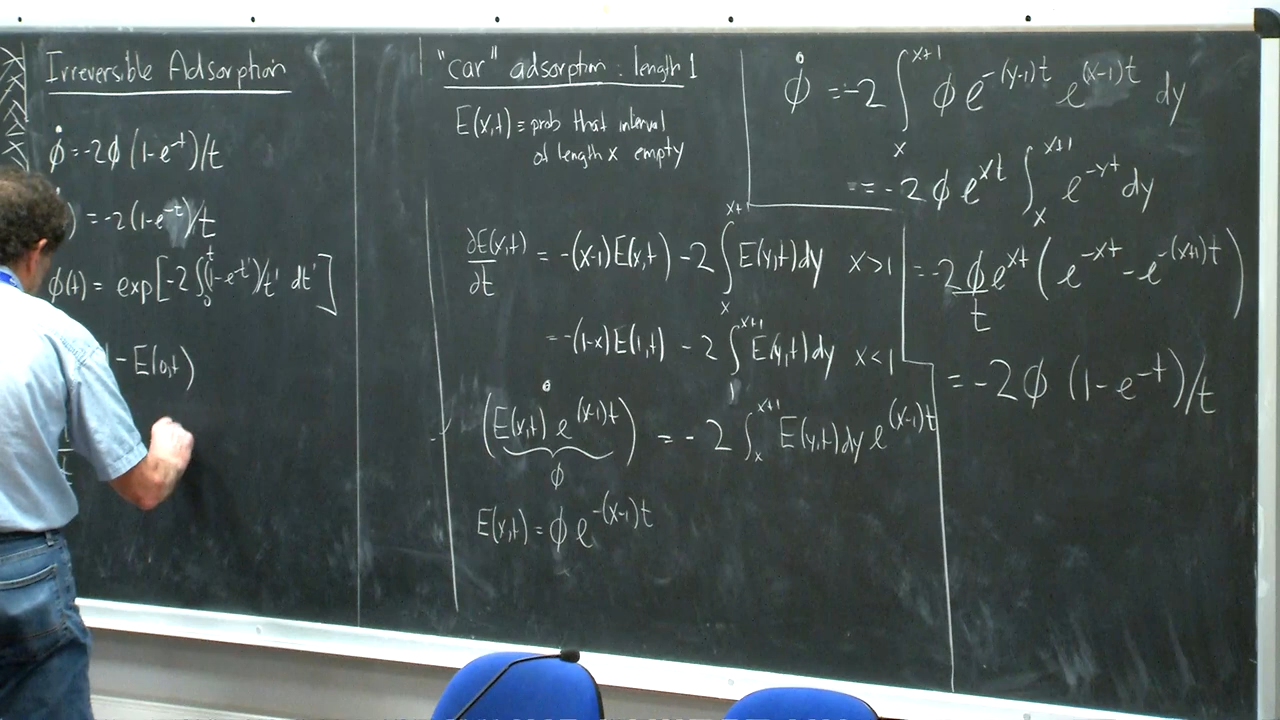 Irreversible Adsorption
ϕ̇ = -2ϕ (1-e^{-t})/t
) = -2(1-e^{-t})/t
ϕ(t) = exp[-2∫_0^t (1-e^{-t'})/t' dt']
- E(0,t)
"car" adsorption: length 1
E(x,t) ≡ prob that interval
of length x empty
∂E(x,t)/∂t = -(x-1)E(x,t) - 2∫_x^{x+1} E(y,t)dy x>1
= -(1-x)E(1,t) - 2∫_1^{x+1} E(y,t)dy x<1
(E(x,t) e^{(x-1)t})˙ = -2∫_x^{x+1} E(y,t)dy e^{(x-1)t}
ϕ
E(x,t) = ϕ e^{-(x-1)t}
ϕ̇ = -2 ∫_x^{x+1} ϕ e^{-(y-1)t} e^{(x-1)t} dy
= -2 ϕ e^{xt} ∫_x^{x+1} e^{-yt} dy
= -2ϕ/t e^{xt} (e^{-xt} - e^{-(x+1)t})
= -2ϕ (1-e^{-t})/t